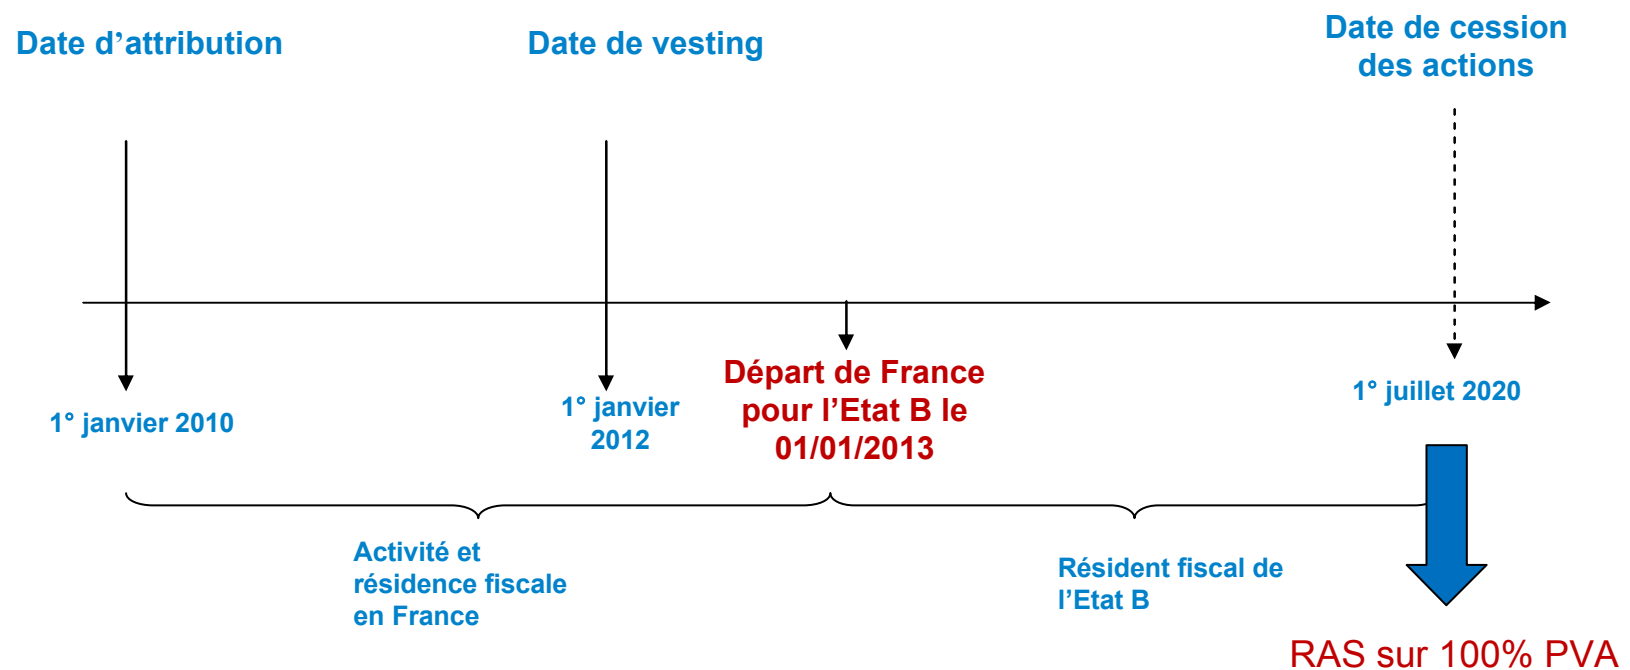 Date d’attribution
Date de vesting
Date de cession
des actions
1° janvier 2010
1° janvier
2012
Départ de France
pour l’Etat B le
01/01/2013
1° juillet 2020
Activité et
résidence fiscale
en France
Résident fiscal de
l’Etat B
RAS sur 100% PVA